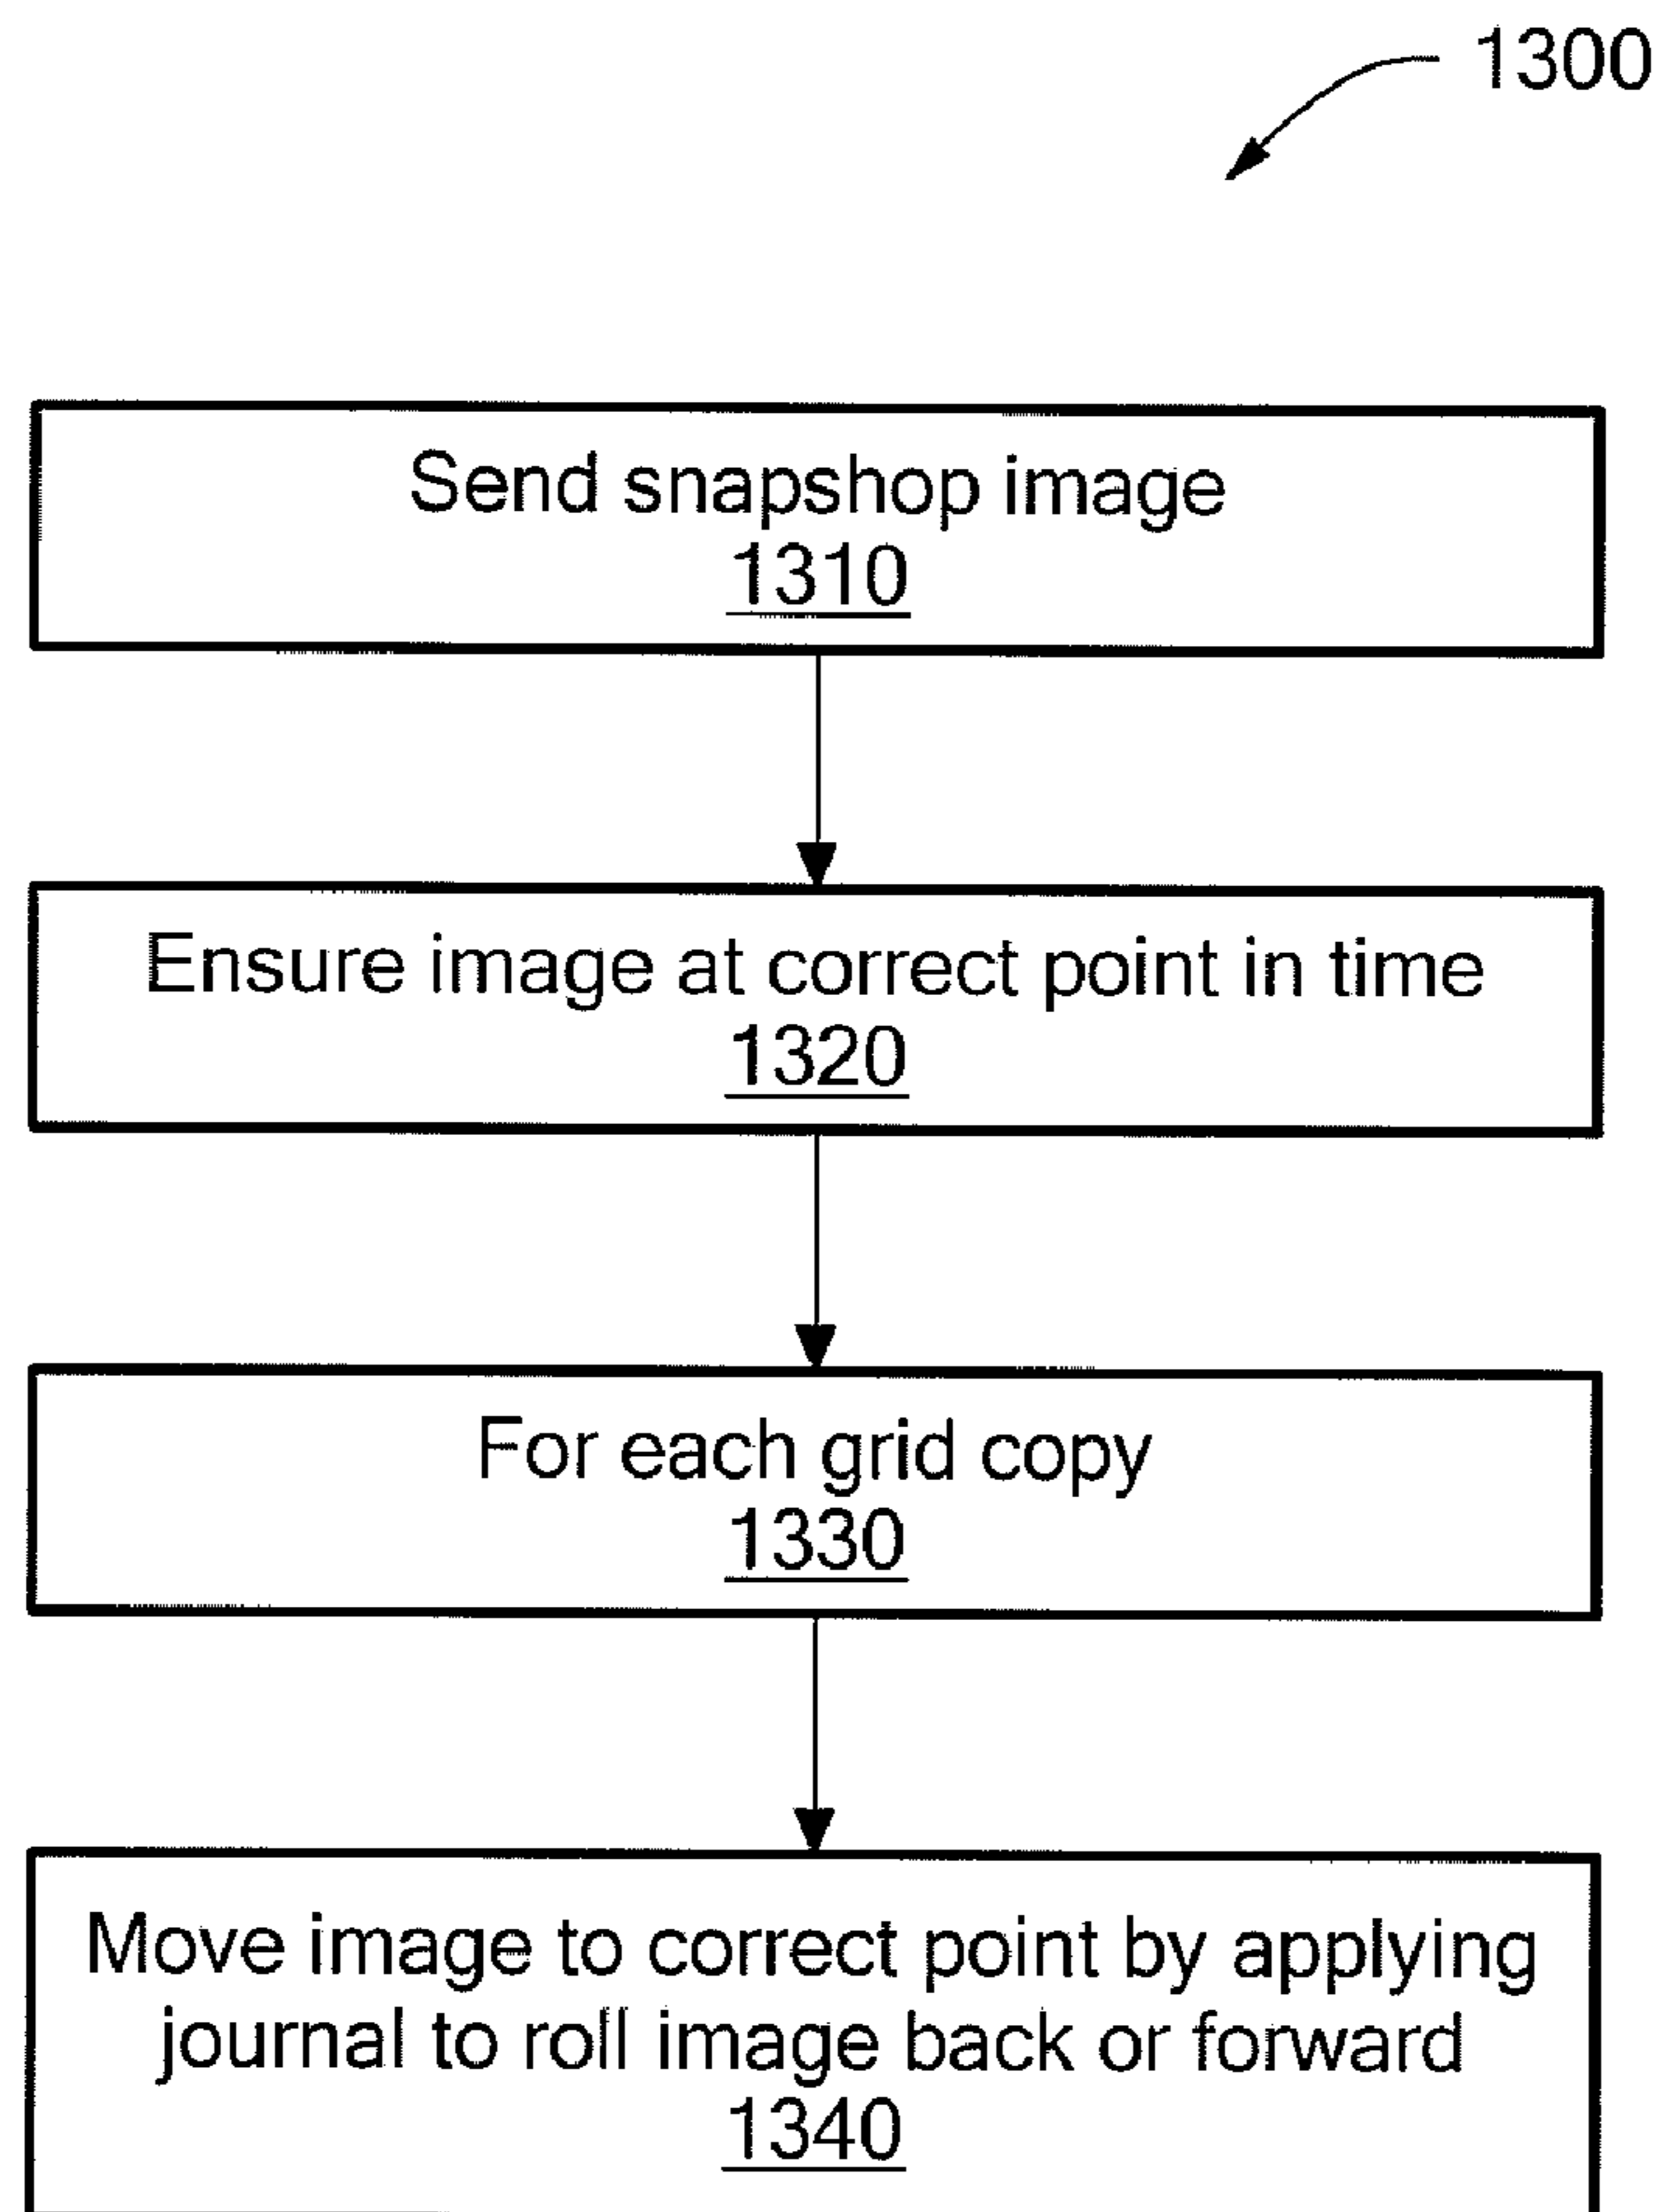 1300
Send snapshop image
1310
Ensure image at correct point in time
1320
For each grid copy
1330
Move image to correct point by applying
journal to roll image back or forward
1340